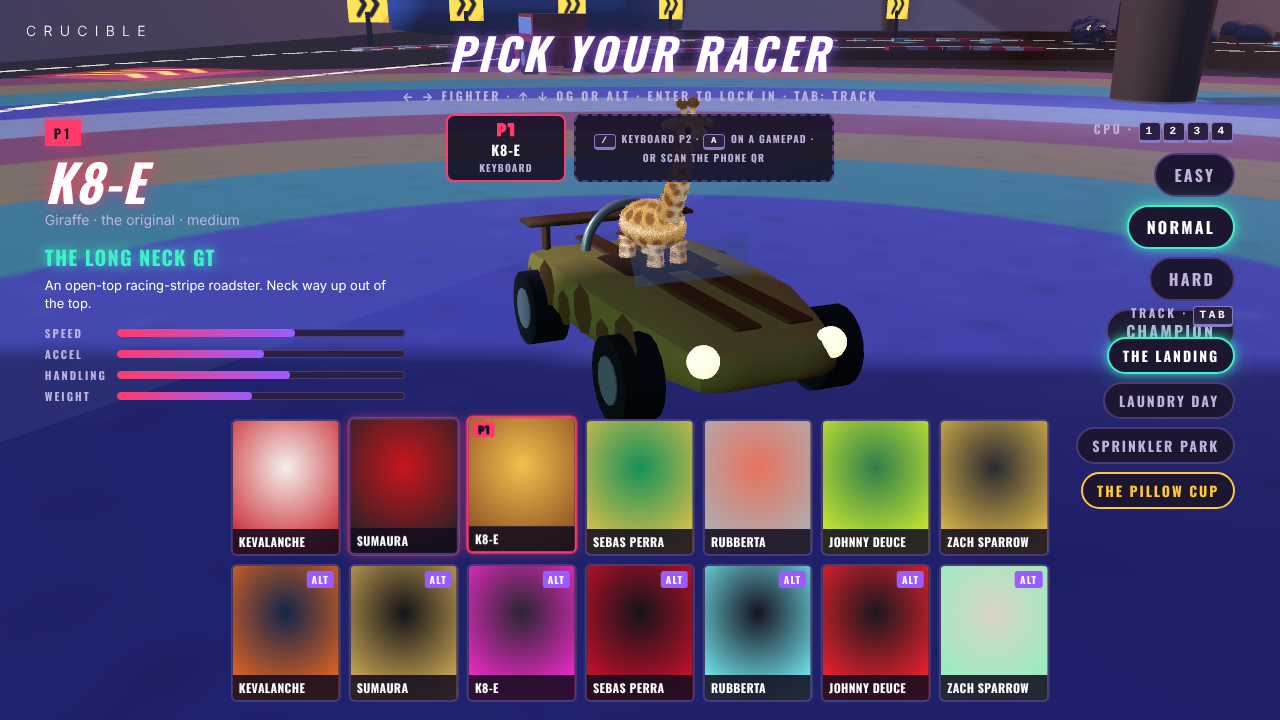 CRUCIBLE
PICK YOUR RACER
← → FIGHTER · ↑ ↓ OG OR ALT · ENTER TO LOCK IN · TAB: TRACK
P1
K8-E
Giraffe · the original · medium
THE LONG NECK GT
An open-top racing-stripe roadster. Neck way up out of
the top.
SPEED
ACCEL
HANDLING
WEIGHT
P1
K8-E
KEYBOARD
/ KEYBOARD P2 · A ON A GAMEPAD ·
OR SCAN THE PHONE QR
CPU · 1 2 3 4
EASY
NORMAL
HARD
CHAMPION
TRACK · TAB
THE LANDING
LAUNDRY DAY
SPRINKLER PARK
THE PILLOW CUP
P1
KEVALANCHE
SUMAURA
K8-E
SEBAS PERRA
RUBBERTA
JOHNNY DEUCE
ZACH SPARROW
ALT
ALT
ALT
ALT
ALT
ALT
ALT
KEVALANCHE
SUMAURA
K8-E
SEBAS PERRA
RUBBERTA
JOHNNY DEUCE
ZACH SPARROW